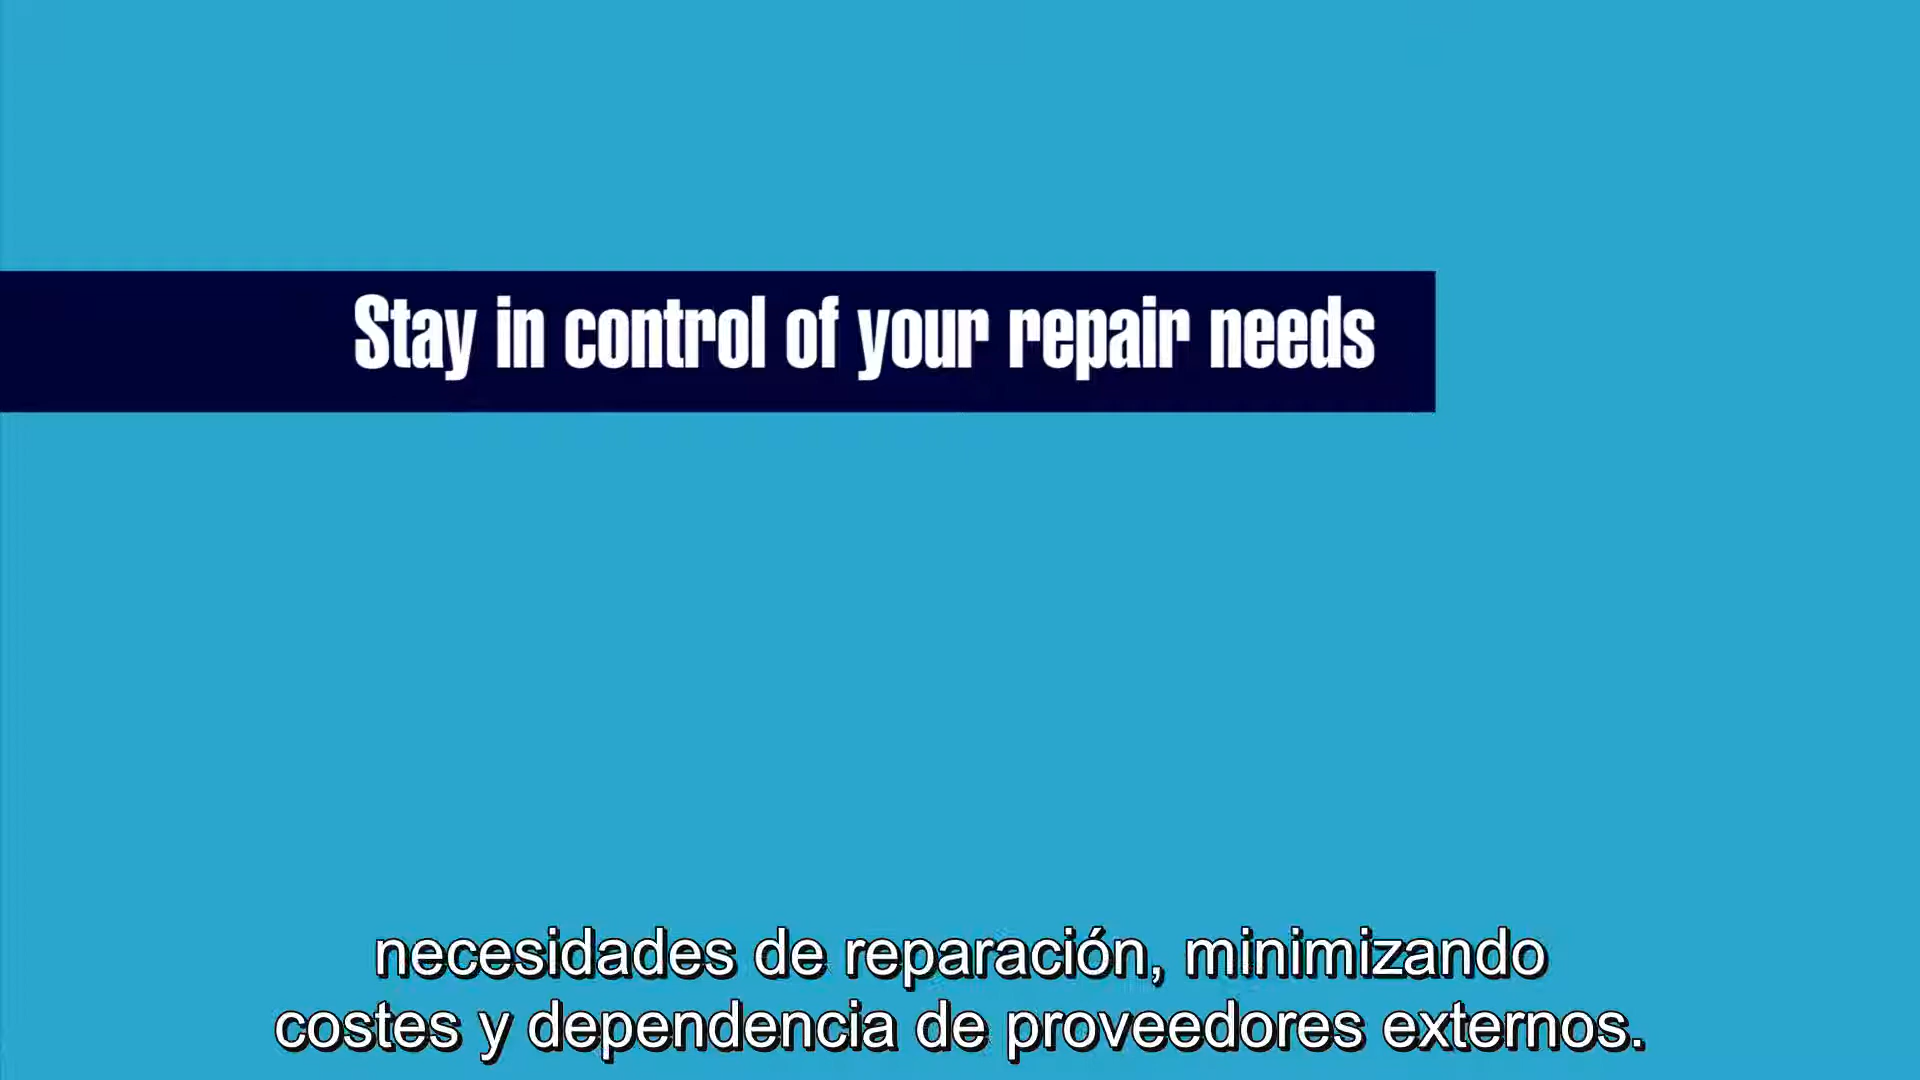 Stay in control of your repair needs
necesidades de reparación, minimizando
costes y dependencia de proveedores externos.